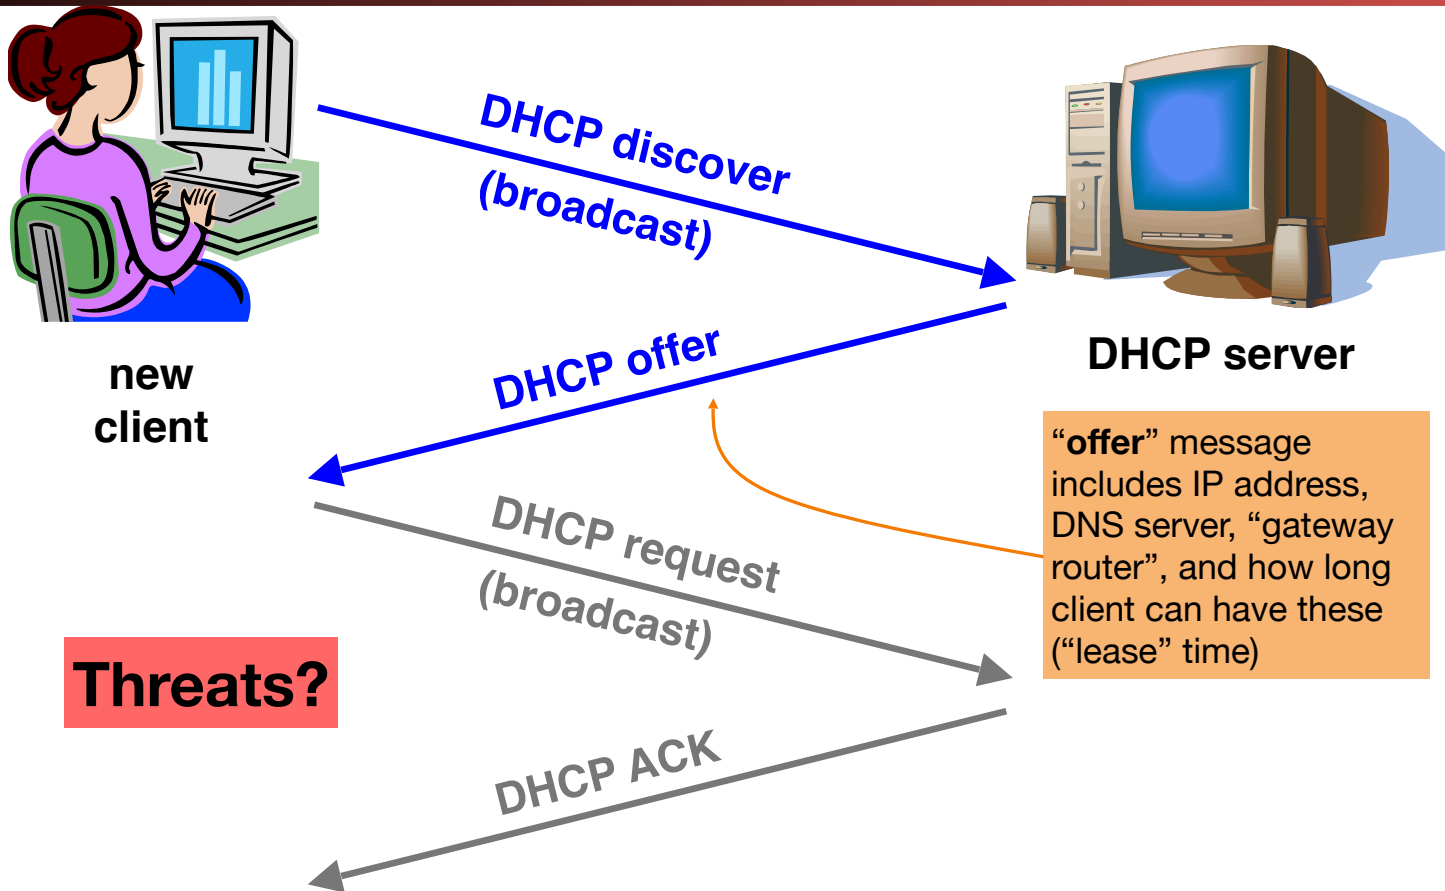 DHCP discover
(broadcast)
DHCP offer
new
client
DHCP server
“offer” message
includes IP address,
DNS server, “gateway
router”, and how long
client can have these
(“lease” time)
DHCP request
(broadcast)
Threats?
DHCP ACK